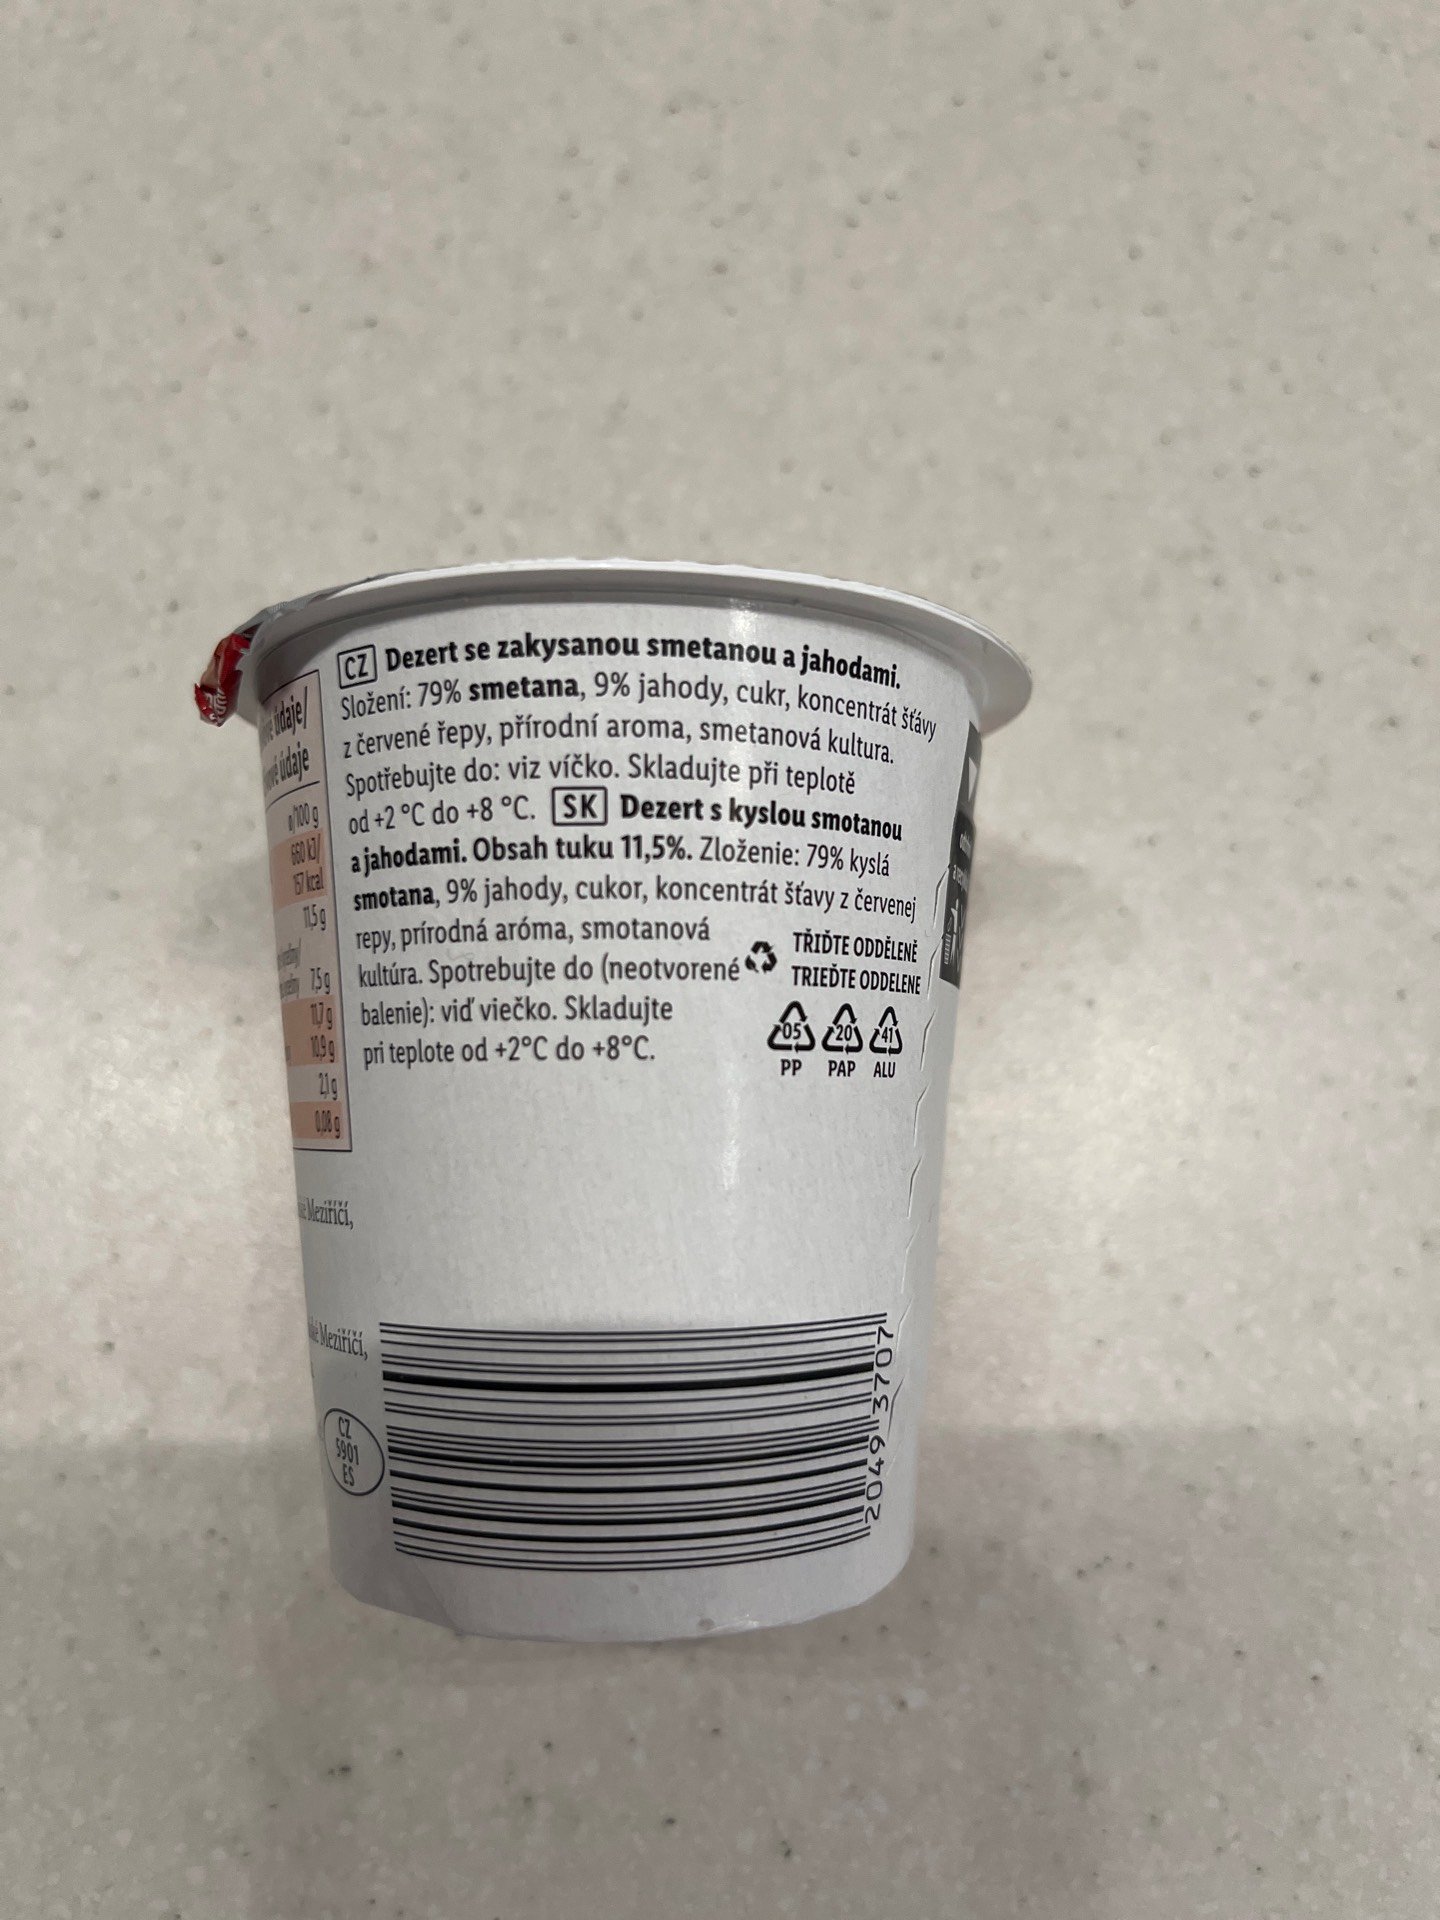 CZ Dezert se zakysanou smetanou a jahodami.
Složení: 79% smetana, 9% jahody, cukr, koncentrát šťávy
z červené řepy, přírodní aroma, smetanová kultura.
Spotřebujte do: viz víčko. Skladujte při teplotě
od +2 °C do +8 °C. SK Dezert s kyslou smotanou
a jahodami. Obsah tuku 11,5%. Zloženie: 79% kyslá
smotana, 9% jahody, cukor, koncentrát šťavy z červenej
repy, prírodná aróma, smotanová
kultúra. Spotrebujte do (neotvorené
balenie): viď viečko. Skladujte
pri teplote od +2°C do +8°C.
TŘIĎTE ODDĚLENĚ
TRIEĎTE ODDELENE
05 20 41
PP PAP ALU
údaje/
údaje
/100 g
660 kJ/
157 kcal
11,5 g
7,5 g
11,7 g
10,9 g
2,1 g
0,08 g
Meziříčí,
Meziříčí,
CZ
5901
ES
2049 3707